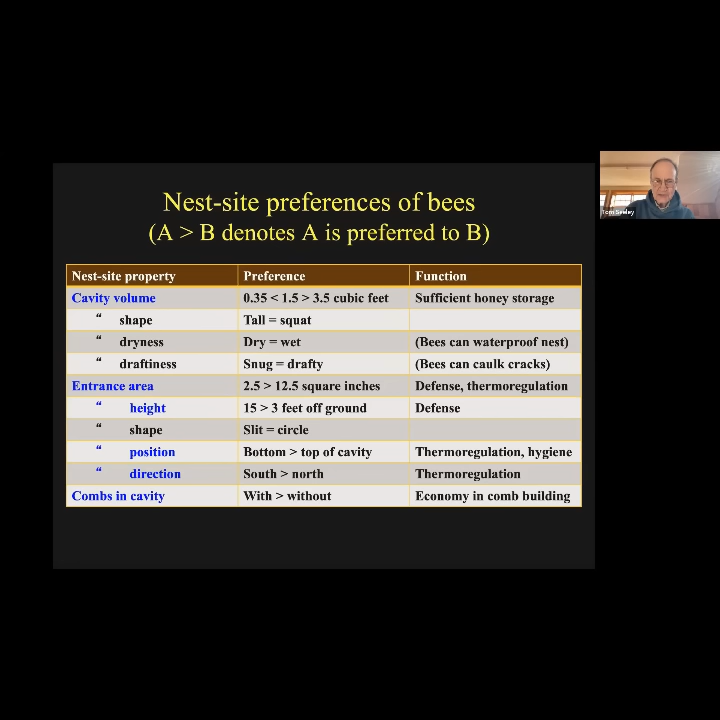 Nest-site preferences of bees
(A > B denotes A is preferred to B)
Tom Seeley
Nest-site property Preference Function
Cavity volume 0.35 < 1.5 > 3.5 cubic feet Sufficient honey storage
“ shape Tall = squat
“ dryness Dry = wet (Bees can waterproof nest)
“ draftiness Snug = drafty (Bees can caulk cracks)
Entrance area 2.5 > 12.5 square inches Defense, thermoregulation
“ height 15 > 3 feet off ground Defense
“ shape Slit = circle
“ position Bottom > top of cavity Thermoregulation, hygiene
“ direction South > north Thermoregulation
Combs in cavity With > without Economy in comb building